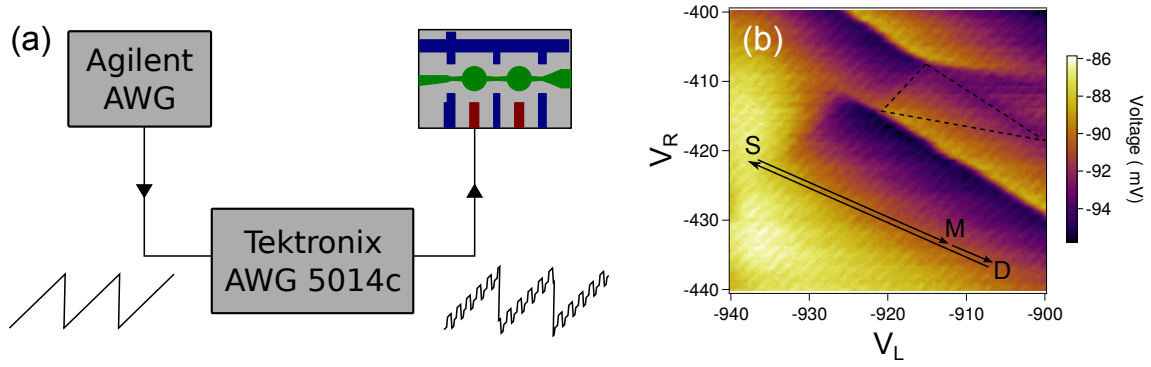 (a)
Agilent
AWG
Tektronix
AWG 5014c
(b)
-400
-410
-420
-430
-440
V_R
S
M
D
-940
-930
-920
-910
-900
V_L
-86
-88
-90
-92
-94
Voltage ( mV)